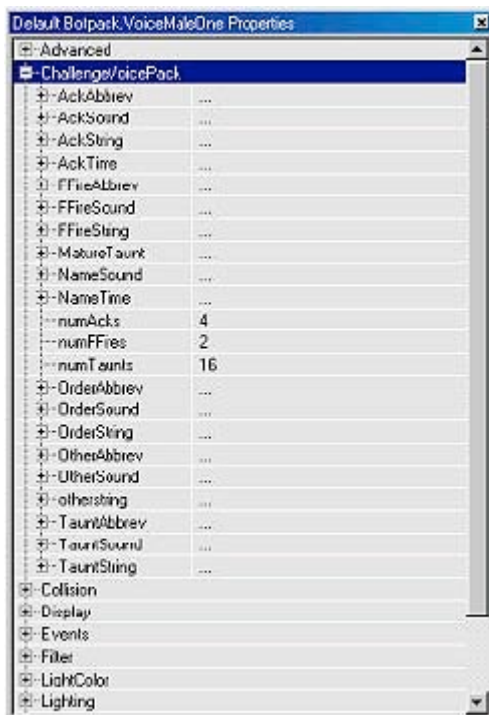 Default Botpack.VoiceMaleOne Properties
Advanced
ChallengeVoicePack
AckAbbrev ...
AckSound ...
AckString ...
AckTime ...
FFireAbbrev ...
FFireSound ...
FFireString ...
MatureTaunt ...
NameSound ...
NameTime ...
numAcks 4
numFFires 2
numTaunts 16
OrderAbbrev ...
OrderSound ...
OrderString ...
OtherAbbrev ...
OtherSound ...
otherstring ...
TauntAbbrev ...
TauntSound ...
TauntString ...
Collision
Display
Events
Filter
LightColor
Lighting